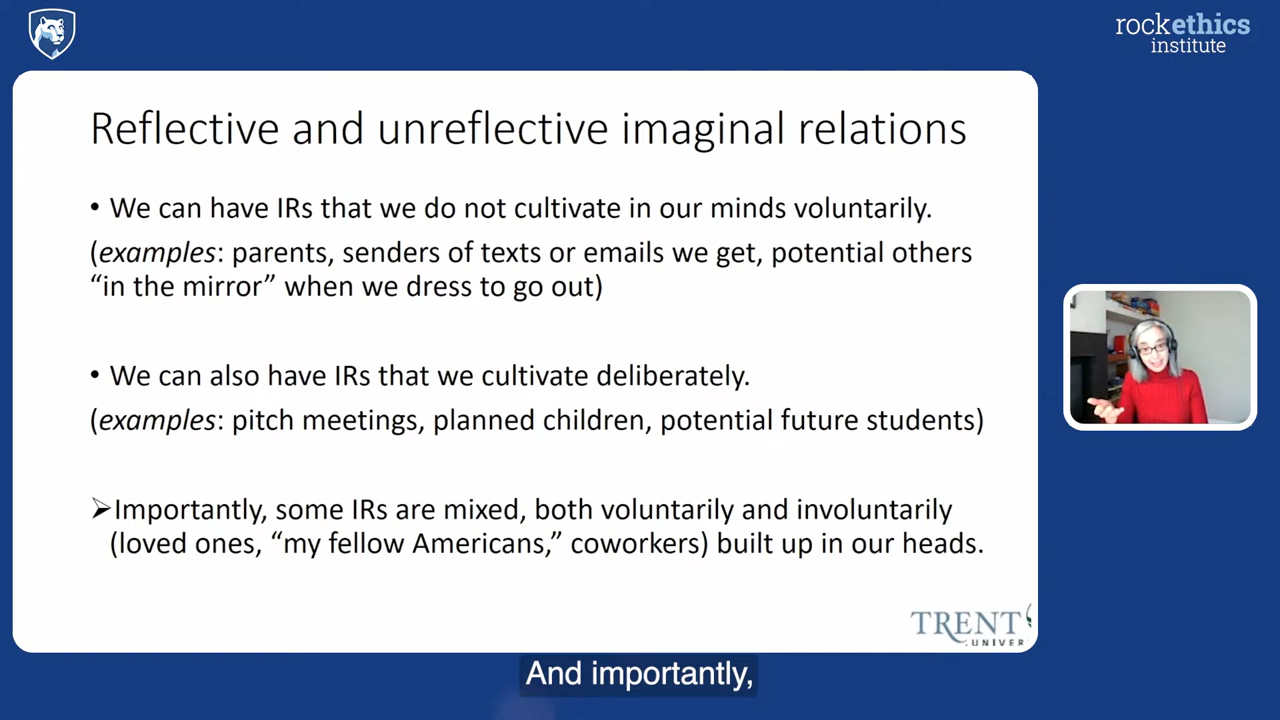 rockethics
institute
Reflective and unreflective imaginal relations
• We can have IRs that we do not cultivate in our minds voluntarily.
(examples: parents, senders of texts or emails we get, potential others
“in the mirror” when we dress to go out)
• We can also have IRs that we cultivate deliberately.
(examples: pitch meetings, planned children, potential future students)
➢Importantly, some IRs are mixed, both voluntarily and involuntarily
(loved ones, “my fellow Americans,” coworkers) built up in our heads.
TRENT
UNIVER
And importantly,